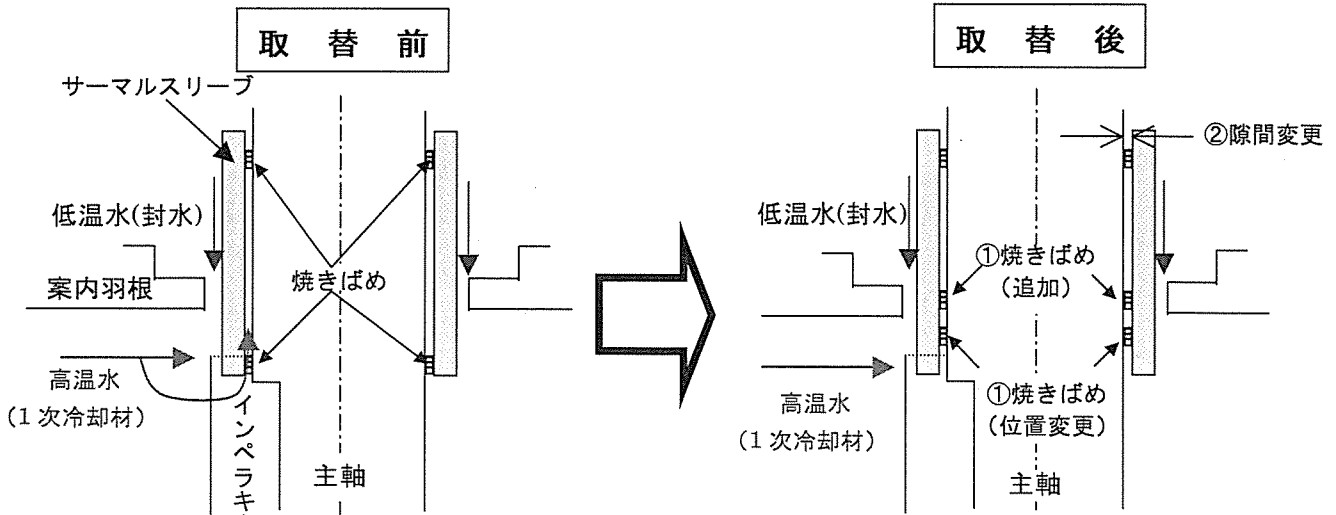 取替前
サーマルスリーブ
低温水(封水)
案内羽根
焼きばめ
高温水
(1次冷却材)
インペラキ
主軸
取替後
②隙間変更
低温水(封水)
①焼きばめ
(追加)
高温水
(1次冷却材)
①焼きばめ
(位置変更)
主軸